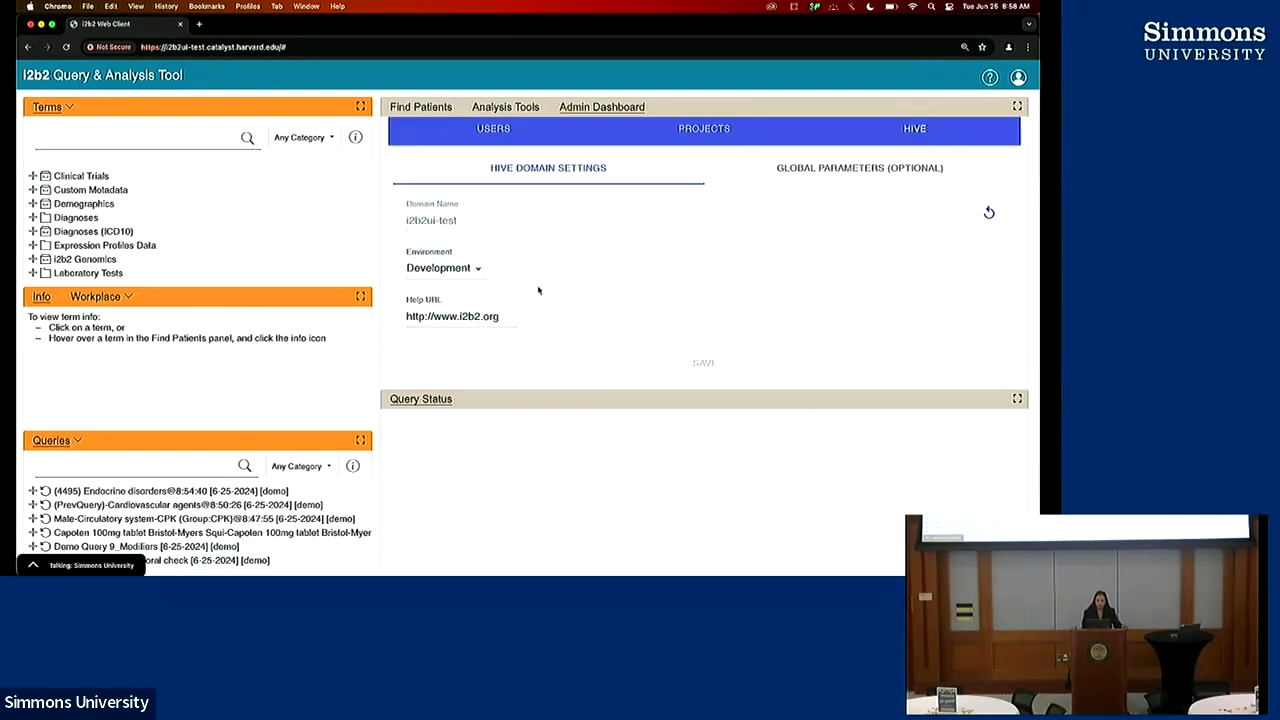 Chrome File Edit View History Bookmarks Profiles Tab Window Help
Tue Jun 25 8:58 AM
i2b2 Web Client
Not Secure https://i2b2ui-test.catalyst.harvard.edu/#
Simmons
UNIVERSITY
i2b2 Query & Analysis Tool
Terms
Any Category
Clinical Trials
Custom Metadata
Demographics
Diagnoses
Diagnoses (ICD10)
Expression Profiles Data
i2b2 Genomics
Laboratory Tests
Info Workplace
To view term info:
– Click on a term, or
– Hover over a term in the Find Patients panel, and click the info icon
Queries
Any Category
(4495) Endocrine disorders@8:54:40 [6-25-2024] [demo]
(PrevQuery)-Cardiovascular agents@8:50:26 [6-25-2024] [demo]
Male-Circulatory system-CPK (Group:CPK)@8:47:55 [6-25-2024] [demo]
Capoten 100mg tablet Bristol-Myers Squi-Capoten 100mg tablet Bristol-Myer
Demo Query 9_Modifiers [6-25-2024] [demo]
oral check [6-25-2024] [demo]
Talking: Simmons University
Find Patients Analysis Tools Admin Dashboard
USERS PROJECTS HIVE
HIVE DOMAIN SETTINGS GLOBAL PARAMETERS (OPTIONAL)
Domain Name
i2b2ui-test
Environment
Development
Help URL
http://www.i2b2.org
SAVE
Query Status
Simmons University